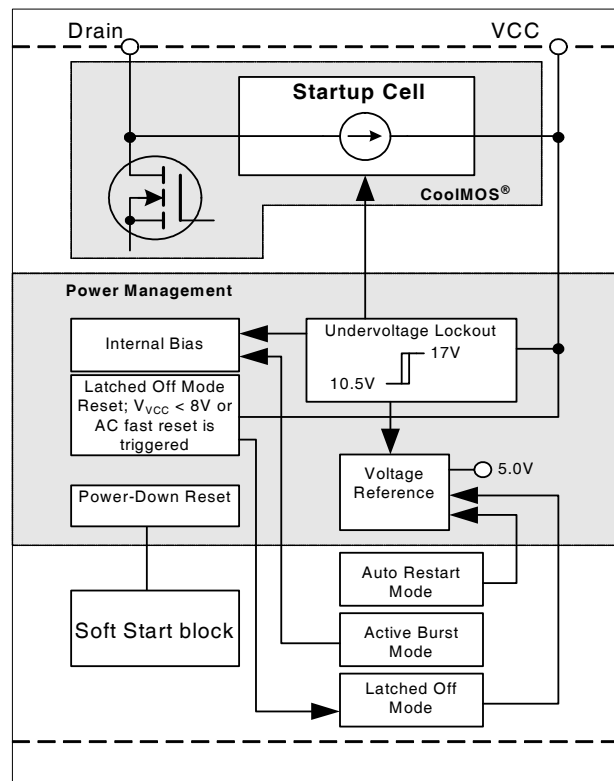 Drain
VCC
Startup Cell
CoolMOS®
Power Management
Internal Bias
Undervoltage Lockout
17V
10.5V
Latched Off Mode
Reset; VVCC < 8V or
AC fast reset is
triggered
Voltage
Reference
5.0V
Power-Down Reset
Auto Restart
Mode
Soft Start block
Active Burst
Mode
Latched Off
Mode